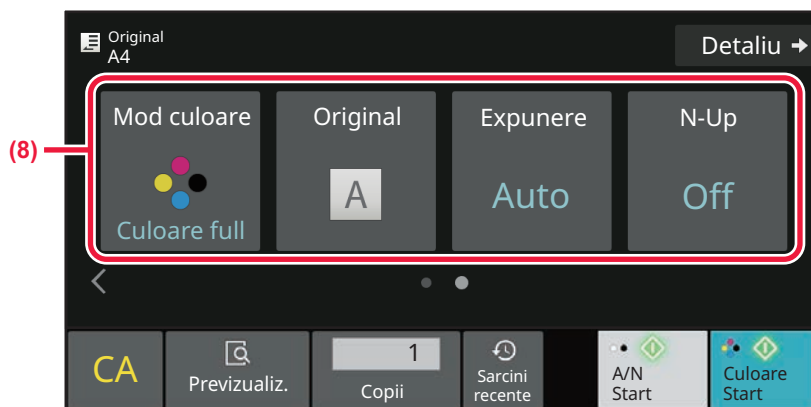 Original
A4
Detaliu
(8)
Mod culoare
Original
Expunere
N-Up
A
Auto
Off
Culoare full
CA
Previzualiz.
1
Copii
Sarcini
recente
A/N
Start
Culoare
Start